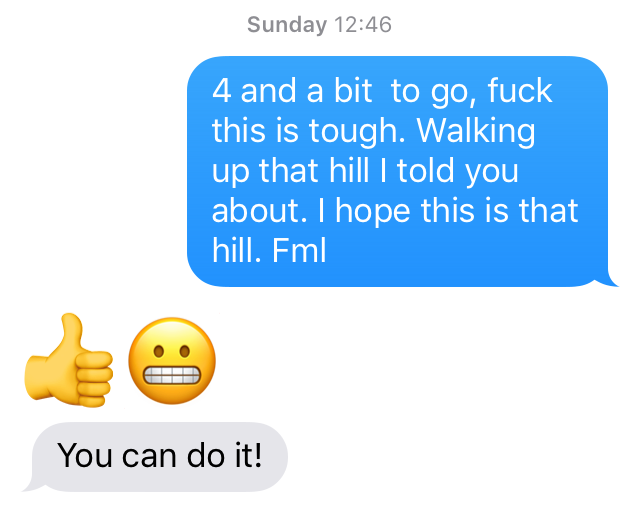 Sunday 12:46
4 and a bit  to go, fuck
this is tough. Walking
up that hill I told you
about. I hope this is that
hill. Fml
👍😬
You can do it!